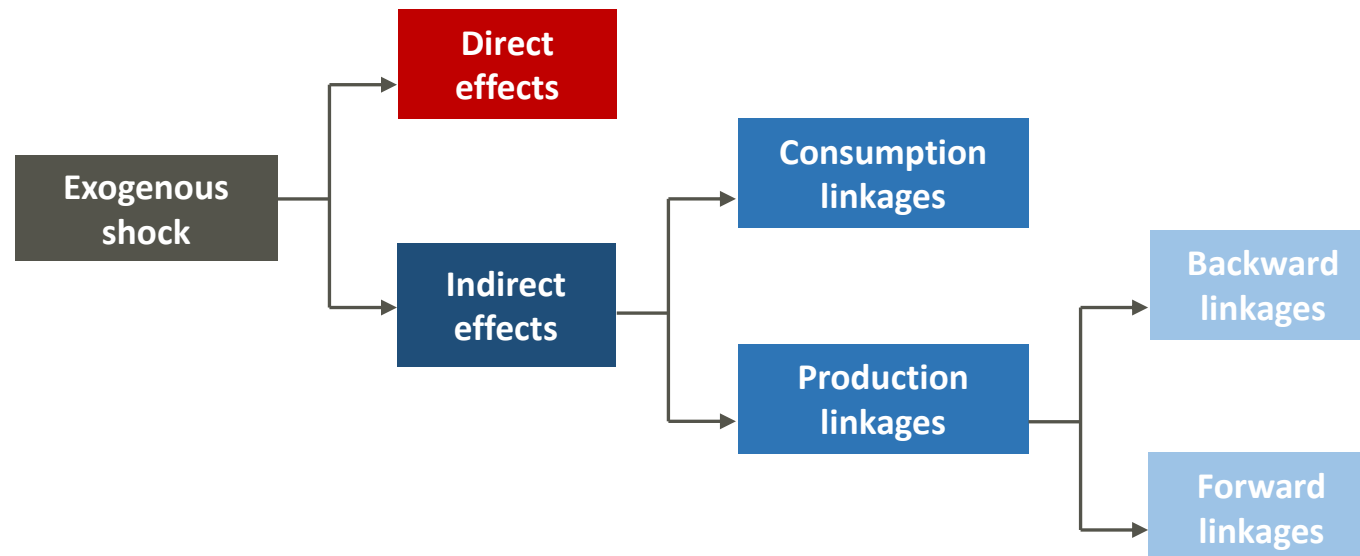 Direct
effects
Exogenous
shock
Indirect
effects
Consumption
linkages
Production
linkages
Backward
linkages
Forward
linkages